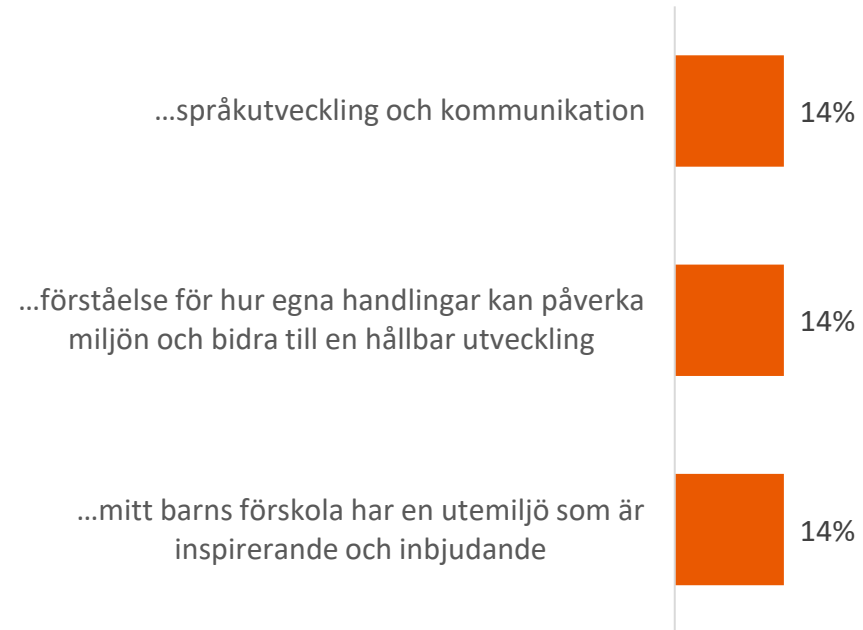 …språkutveckling och kommunikation
14%
…förståelse för hur egna handlingar kan påverka
miljön och bidra till en hållbar utveckling
14%
…mitt barns förskola har en utemiljö som är
inspirerande och inbjudande
14%